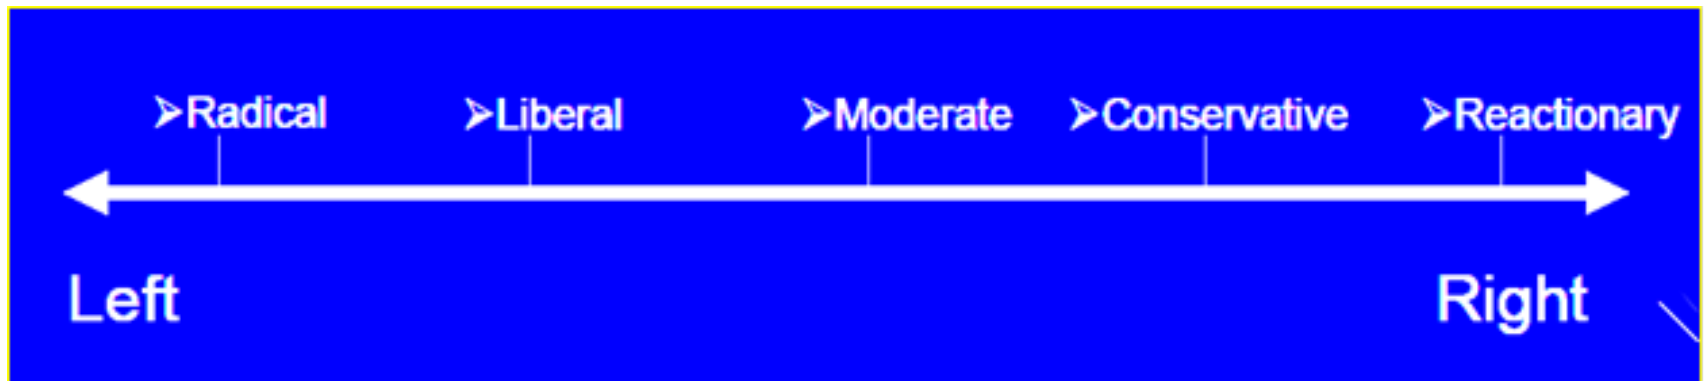 ➢Radical ➢Liberal ➢Moderate ➢Conservative ➢Reactionary
Left Right